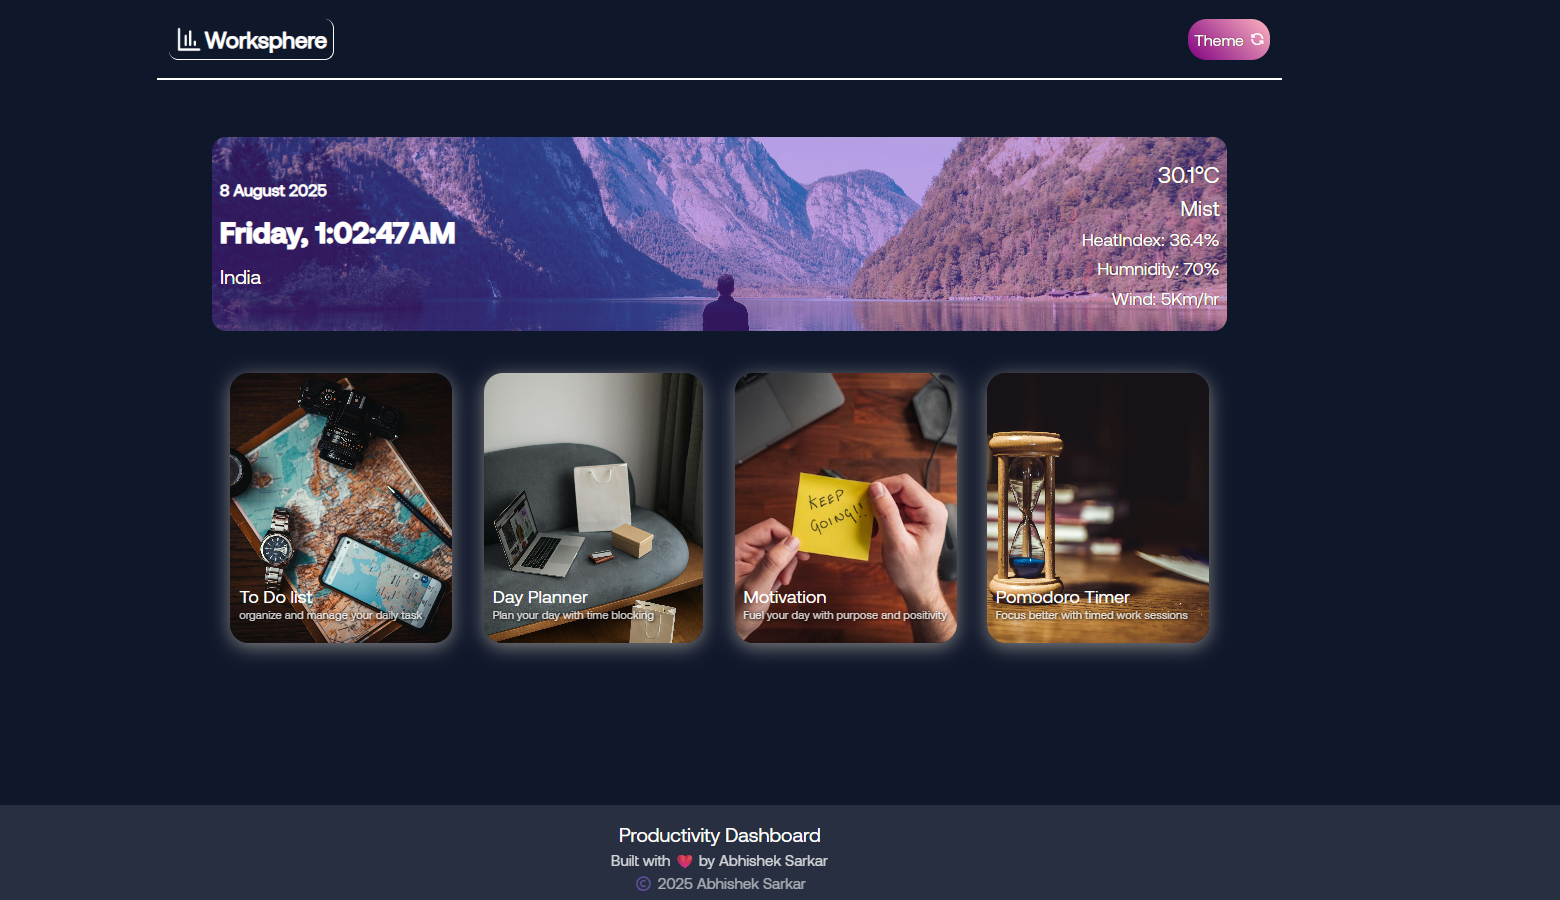 Worksphere
Theme
8 August 2025
Friday, 1:02:47AM
India
30.1°C
Mist
HeatIndex: 36.4%
Humnidity: 70%
Wind: 5Km/hr
KEEP
GOING!!
To Do list
organize and manage your daily task
Day Planner
Plan your day with time blocking
Motivation
Fuel your day with purpose and positivity
Pomodoro Timer
Focus better with timed work sessions
Productivity Dashboard
Built with ❤️ by Abhishek Sarkar
© 2025 Abhishek Sarkar